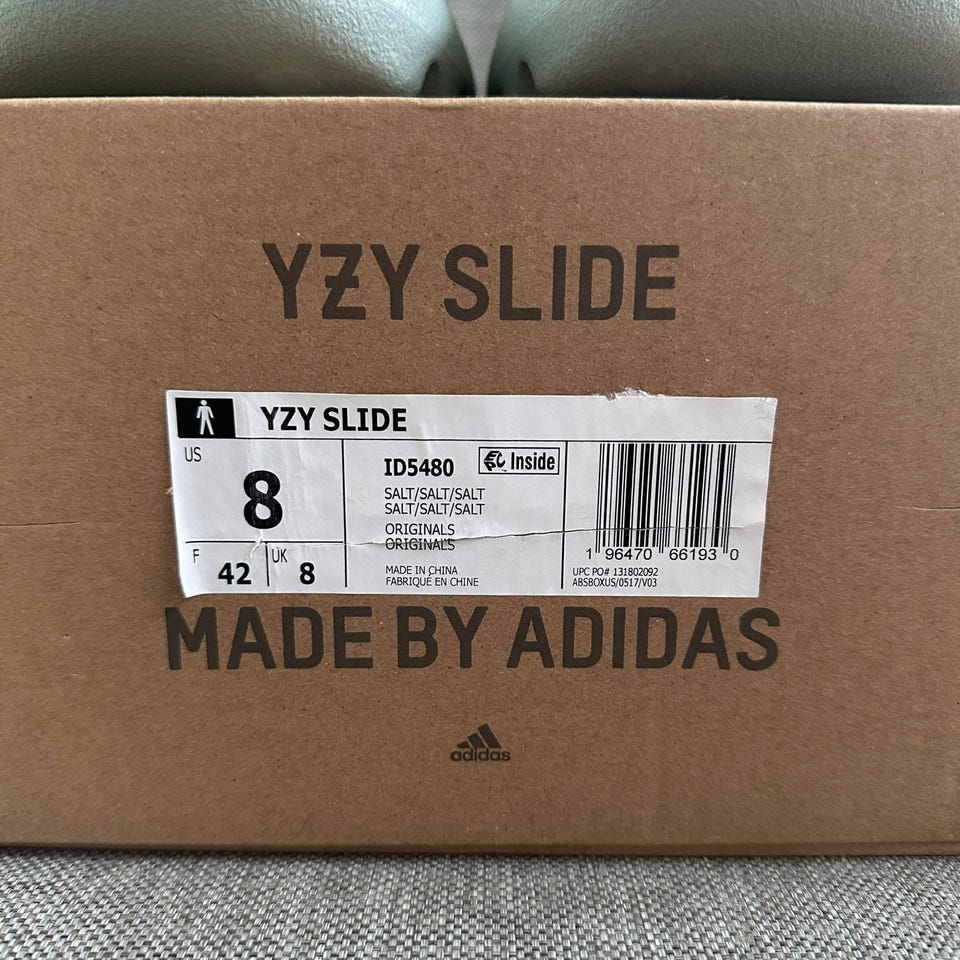 YZY SLIDE
YZY SLIDE
US
8
F 42
UK 8
ID5480
EC Inside
SALT/SALT/SALT
SALT/SALT/SALT
ORIGINALS
ORIGINALS
MADE IN CHINA
FABRIQUÉ EN CHINE
1 96470 66193 0
UPC PO# 131802092
ABSBOXUS/0517/V03
MADE BY ADIDAS
adidas